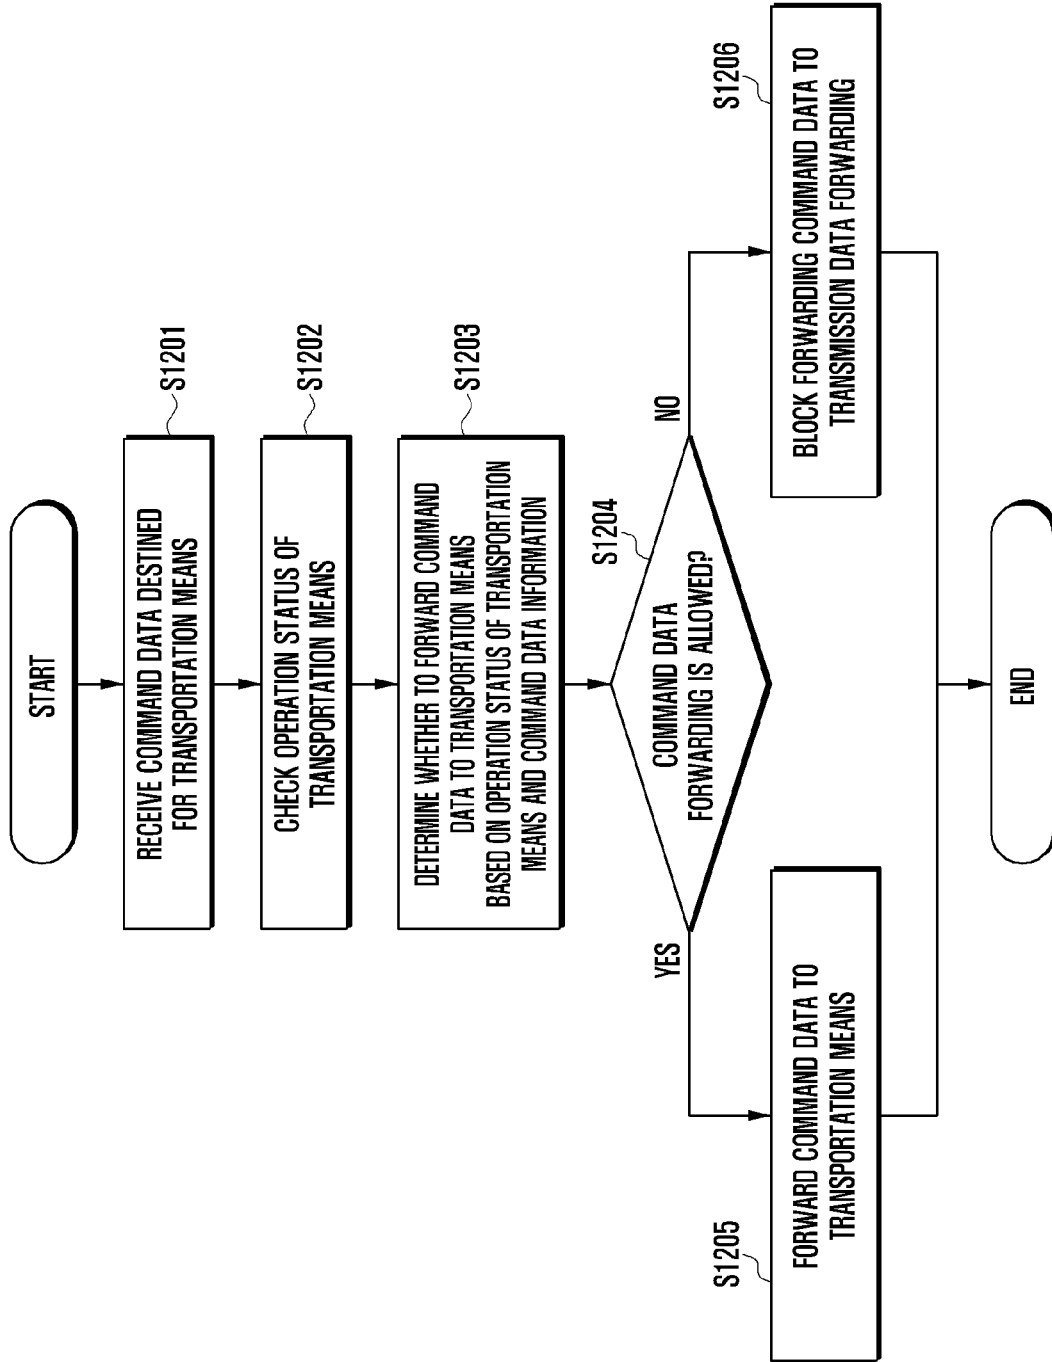 START
RECEIVE COMMAND DATA DESTINED
FOR TRANSPORTATION MEANS
S1201
CHECK OPERATION STATUS OF
TRANSPORTATION MEANS
S1202
DETERMINE WHETHER TO FORWARD COMMAND
DATA TO TRANSPORTATION MEANS
BASED ON OPERATION STATUS OF TRANSPORTATION
MEANS AND COMMAND DATA INFORMATION
S1203
S1204
COMMAND DATA
FORWARDING IS ALLOWED?
YES
NO
S1205
FORWARD COMMAND DATA TO
TRANSPORTATION MEANS
S1206
BLOCK FORWARDING COMMAND DATA TO
TRANSMISSION DATA FORWARDING
END